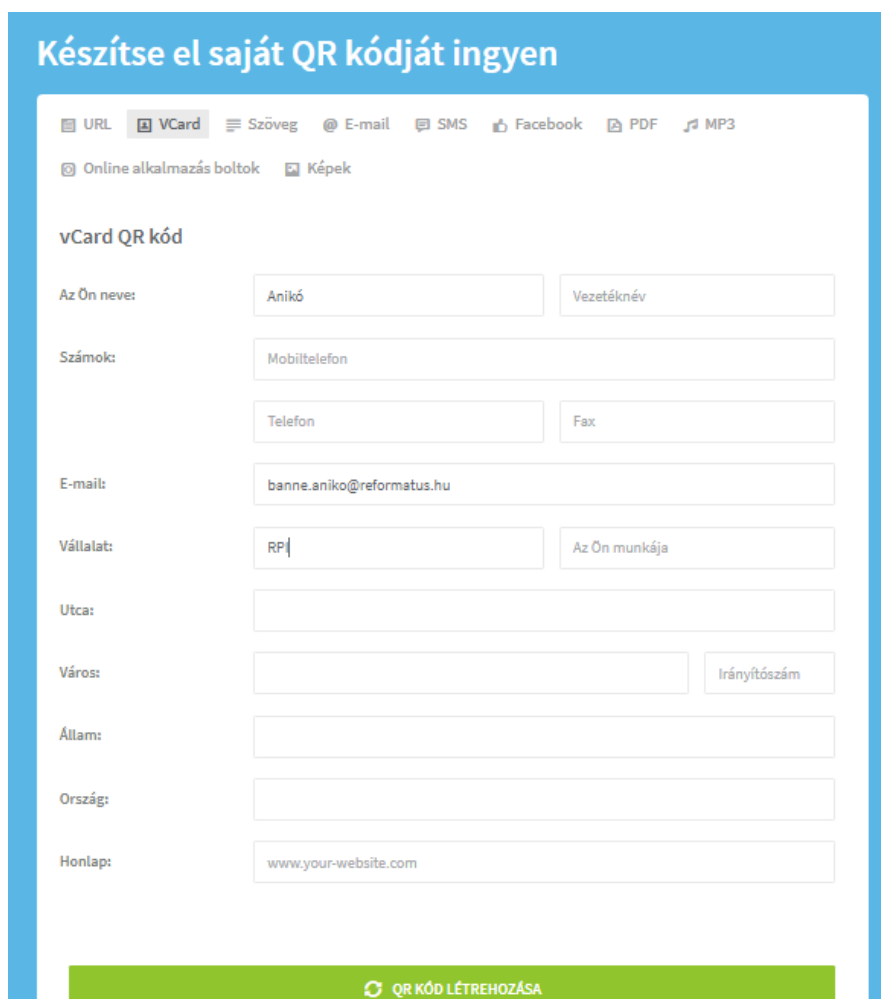 Készítse el saját QR kódját ingyen
URL VCard Szöveg @ E-mail SMS Facebook PDF MP3
Online alkalmazás boltok Képek
vCard QR kód
Az Ön neve: Anikó Vezetéknév
Számok: Mobiltelefon
Telefon Fax
E-mail: banne.aniko@reformatus.hu
Vállalat: RPI Az Ön munkája
Utca:
Város: Irányítószám
Állam:
Ország:
Honlap: www.your-website.com
QR KÓD LÉTREHOZÁSA